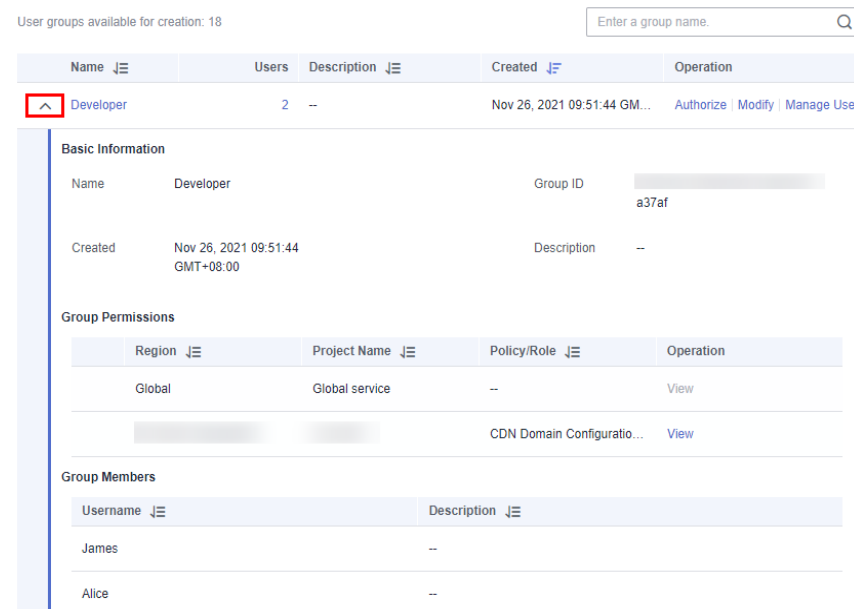 User groups available for creation: 18
Enter a group name.
Name Users Description Created Operation
Developer 2 -- Nov 26, 2021 09:51:44 GM... Authorize Modify Manage Use
Basic Information
Name Developer Group ID
a37af
Created Nov 26, 2021 09:51:44 Description --
GMT+08:00
Group Permissions
Region Project Name Policy/Role Operation
Global Global service -- View
CDN Domain Configuratio... View
Group Members
Username Description
James --
Alice --